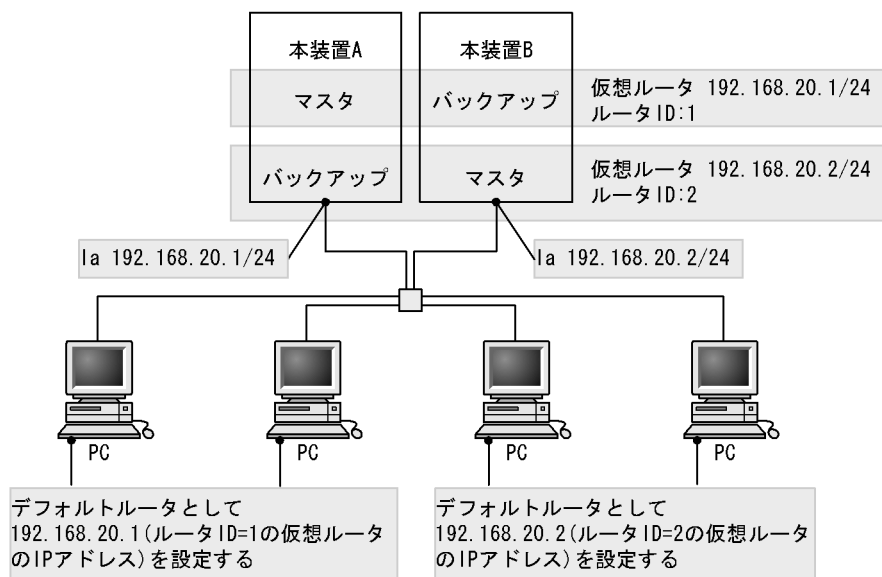 本装置A
本装置B
マスタ
バックアップ
仮想ルータ 192.168.20.1/24
ルータID:1
バックアップ
マスタ
仮想ルータ 192.168.20.2/24
ルータID:2
Ia 192.168.20.1/24
Ia 192.168.20.2/24
PC
PC
PC
PC
デフォルトルータとして
192.168.20.1(ルータID=1の仮想ルータ
のIPアドレス)を設定する
デフォルトルータとして
192.168.20.2(ルータID=2の仮想ルータ
のIPアドレス)を設定する